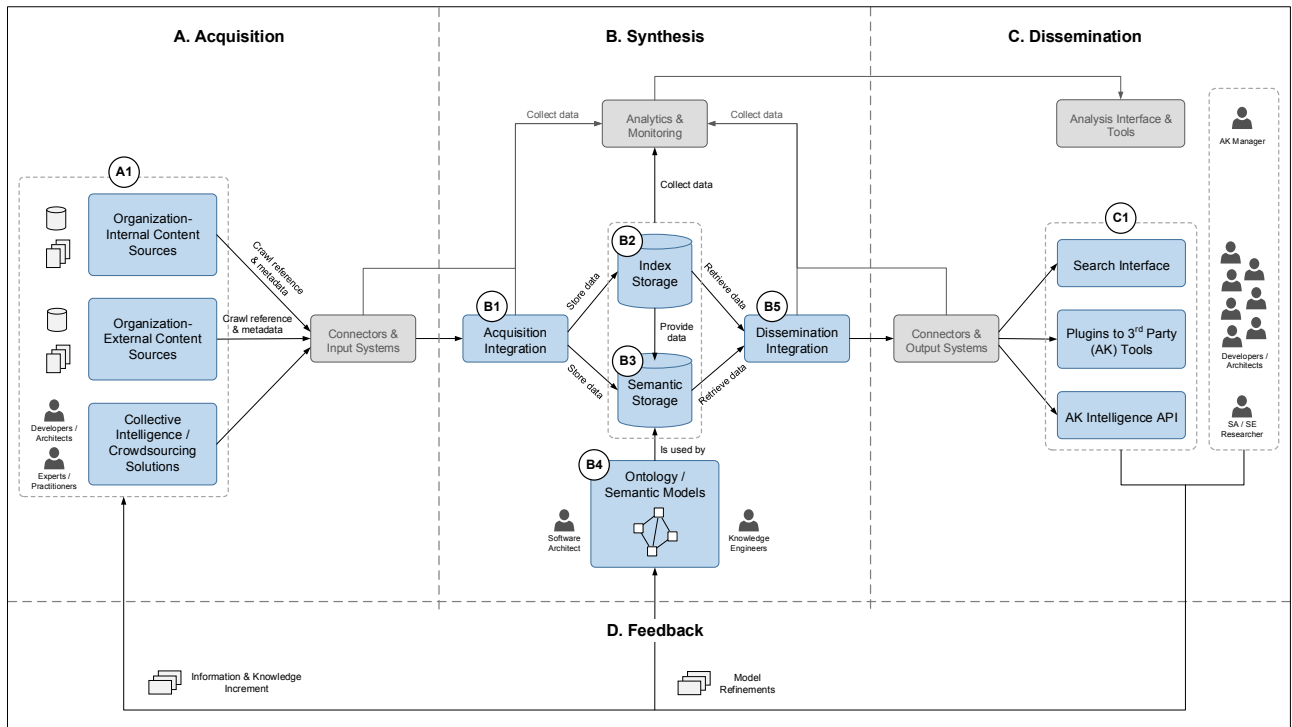 A. Acquisition
B. Synthesis
C. Dissemination
Collect data
Analytics &
Monitoring
Collect data
Analysis Interface &
Tools
AK Manager
A1
Organization-
Internal Content
Sources
Crawl reference
& metadata
Organization-
External Content
Sources
Crawl reference
& metadata
Collective
Intelligence /
Crowdsourcing
Solutions
Developers /
Architects
Experts /
Practitioners
Connectors &
Input Systems
Collect data
B1
Acquisition
Integration
Store data
Store data
B2
Index
Storage
Provide
data
B3
Semantic
Storage
Retrieve data
Retrieve data
B5
Dissemination
Integration
Is used by
B4
Ontology /
Semantic Models
Software
Architect
Knowledge
Engineers
Connectors &
Output Systems
C1
Search Interface
Plugins to 3rd Party
(AK) Tools
AK Intelligence API
Developers /
Architects
SA / SE
Researcher
D. Feedback
Information & Knowledge
Increment
Model
Refinements